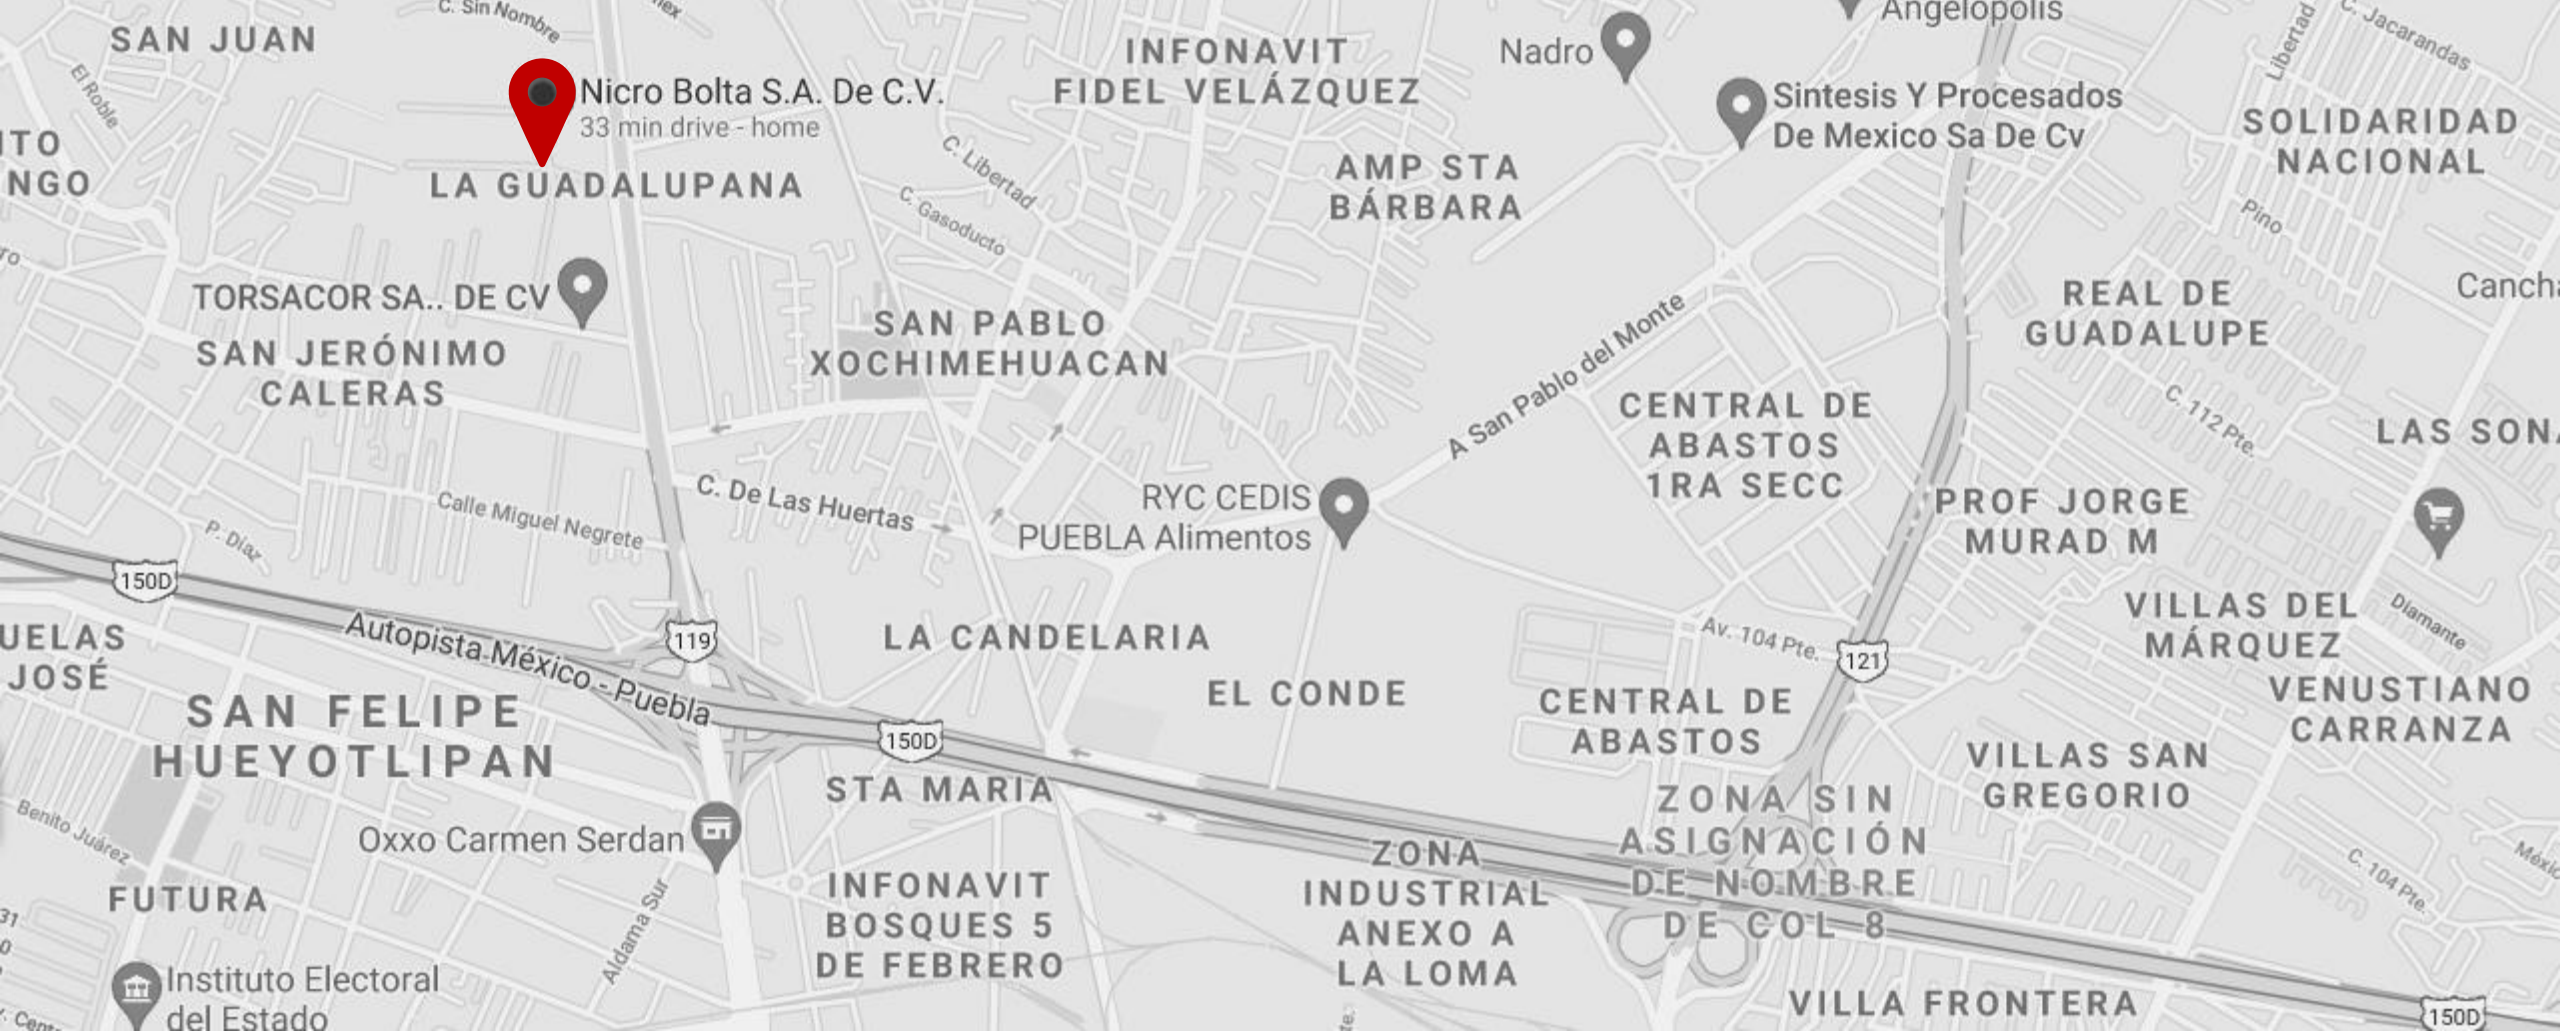 C. Sin Nombre
SAN JUAN
El Roble
Nicro Bolta S.A. De C.V.
33 min drive - home
LA GUADALUPANA
INFONAVIT
FIDEL VELÁZQUEZ
C. Libertad
C. Gasoducto
Nadro
Angelopolis
Sintesis Y Procesados
De Mexico Sa De Cv
AMP STA
BÁRBARA
Libertad
C. Jacarandas
SOLIDARIDAD
NACIONAL
Pino
TORSACOR SA.. DE CV
SAN JERÓNIMO
CALERAS
SAN PABLO
XOCHIMEHUACAN
A San Pablo del Monte
REAL DE
GUADALUPE
CENTRAL DE
ABASTOS
1RA SECC
C. 112 Pte.
C. De Las Huertas
Calle Miguel Negrete
P. Díaz
RYC CEDIS
PUEBLA Alimentos
PROF JORGE
MURAD M
150D
Autopista México - Puebla
119
LA CANDELARIA
EL CONDE
Av. 104 Pte.
121
VILLAS DEL
MÁRQUEZ
Diamante
SAN FELIPE
HUEYOTLIPAN
150D
CENTRAL DE
ABASTOS
VENUSTIANO
CARRANZA
STA MARIA
VILLAS SAN
GREGORIO
ZONA SIN
ASIGNACIÓN
DE NOMBRE
DE COL 8
Benito Juárez
Oxxo Carmen Serdan
ZONA
INDUSTRIAL
ANEXO A
LA LOMA
C. 104 Pte.
FUTURA
Aldama Sur
INFONAVIT
BOSQUES 5
DE FEBRERO
Instituto Electoral
del Estado
VILLA FRONTERA
150D